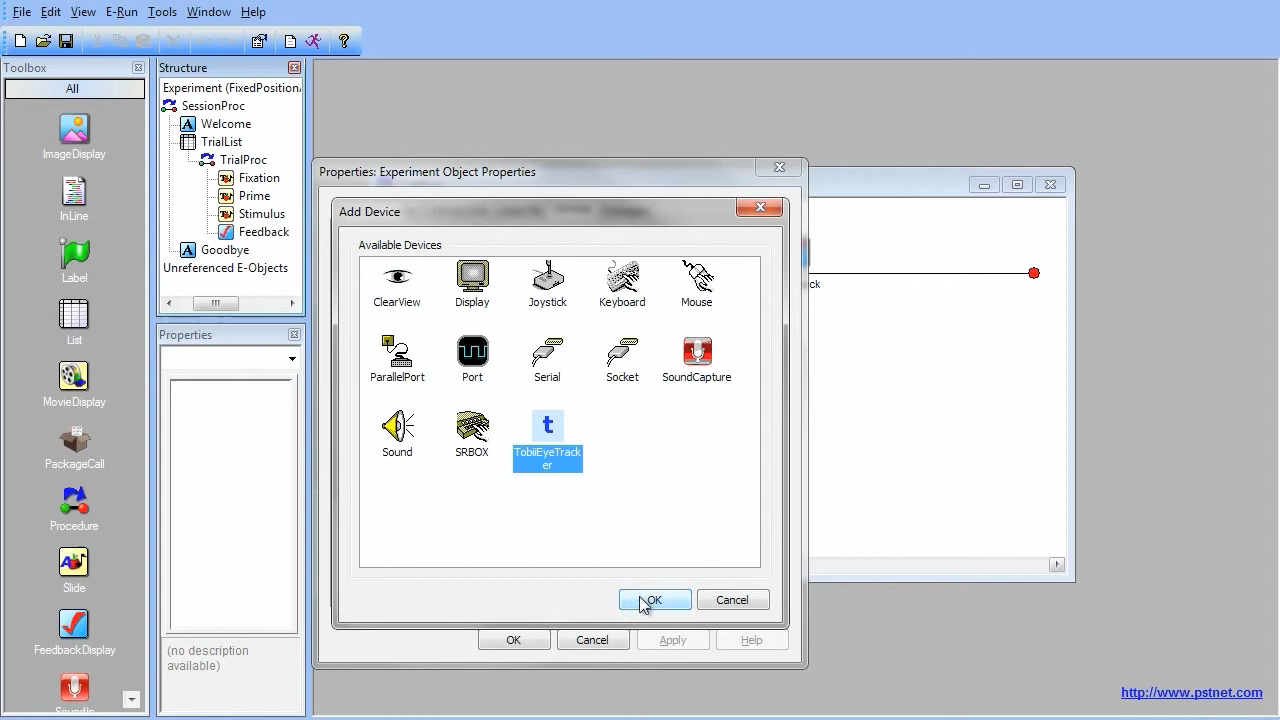 File Edit View E-Run Tools Window Help
Toolbox
All
ImageDisplay
InLine
Label
List
MovieDisplay
PackageCall
Procedure
Slide
FeedbackDisplay
Structure
Experiment (FixedPosition
SessionProc
Welcome
TrialList
TrialProc
Fixation
Prime
Stimulus
Feedback
Goodbye
Unreferenced E-Objects
Properties
(no description
available)
Properties: Experiment Object Properties
Add Device
Available Devices
ClearView Display Joystick Keyboard Mouse
ParallelPort Port Serial Socket SoundCapture
Sound SRBOX TobiiEyeTrack
er
OK Cancel
OK Cancel Apply Help
ck
http://www.pstnet.com